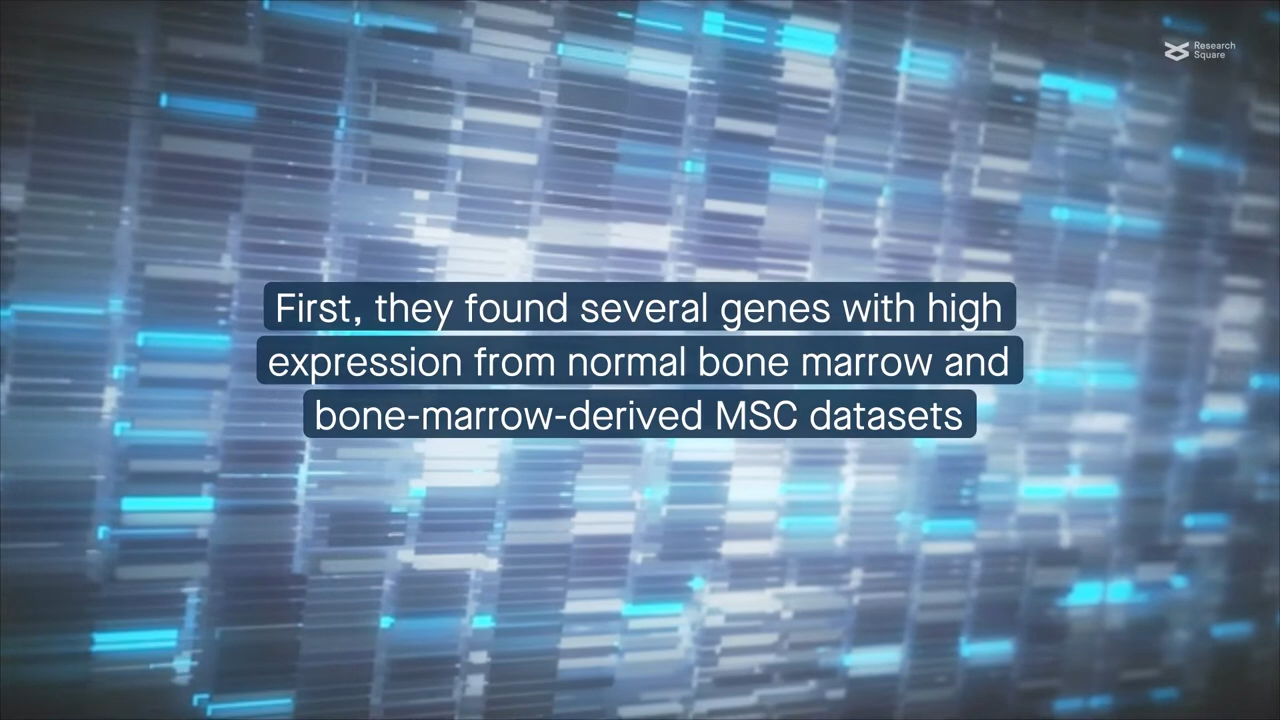 Research
Square
First, they found several genes with high
expression from normal bone marrow and
bone-marrow-derived MSC datasets